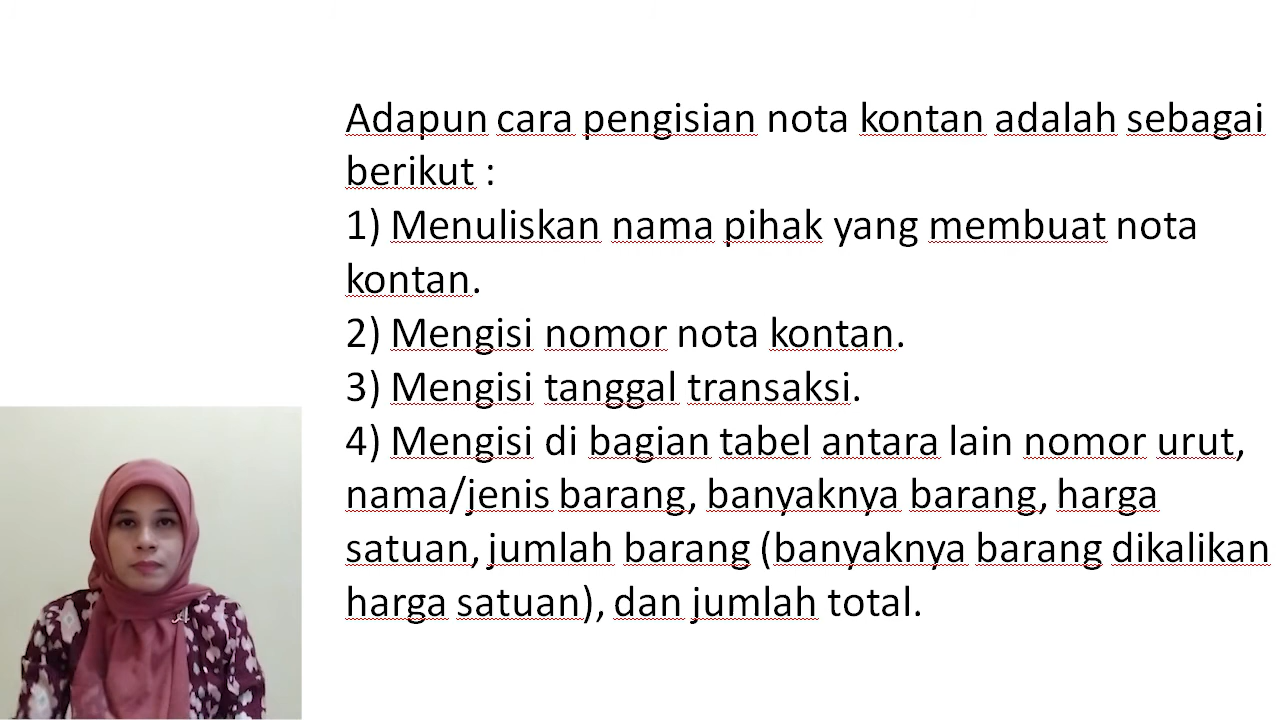 Adapun cara pengisian nota kontan adalah sebagai
berikut :
1) Menuliskan nama pihak yang membuat nota
kontan.
2) Mengisi nomor nota kontan.
3) Mengisi tanggal transaksi.
4) Mengisi di bagian tabel antara lain nomor urut,
nama/jenis barang, banyaknya barang, harga
satuan, jumlah barang (banyaknya barang dikalikan
harga satuan), dan jumlah total.